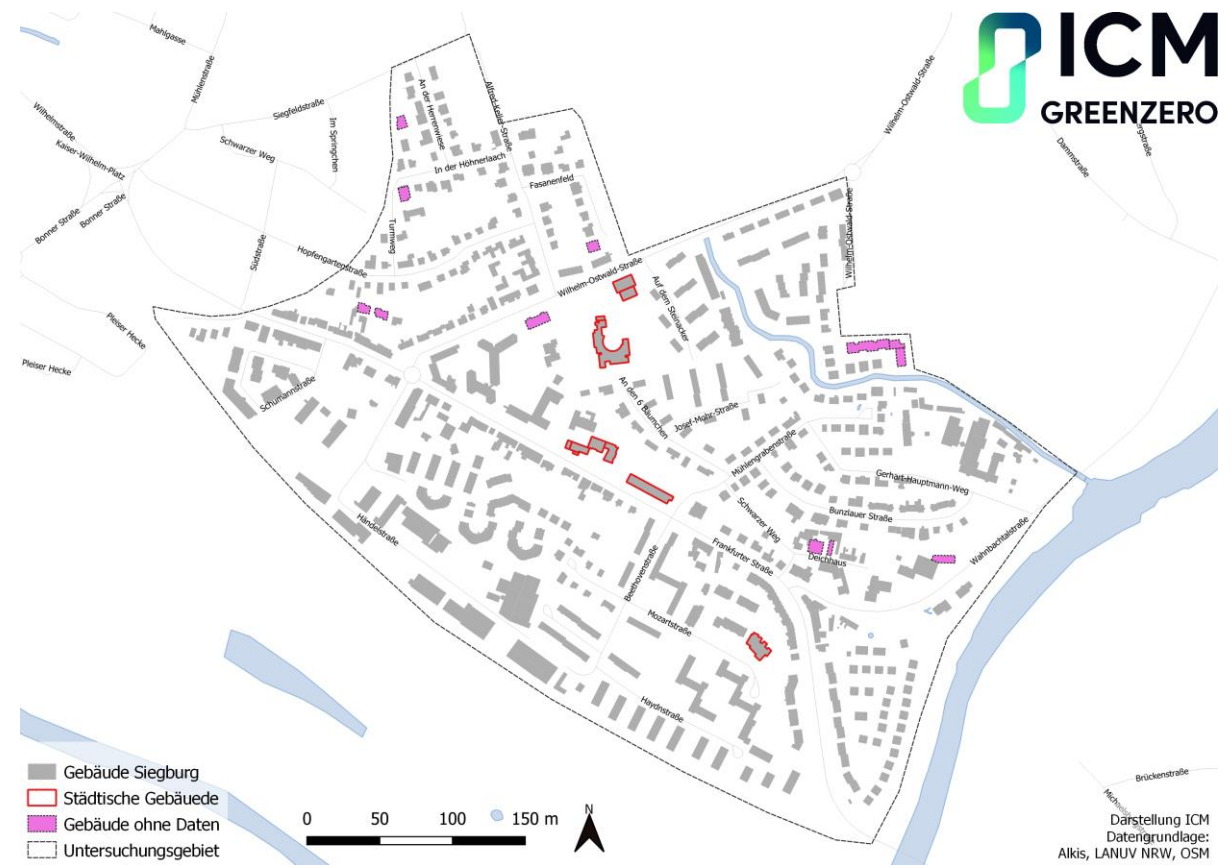 ICM
GREENZERO
Mahlgasse
Mühlenstraße
Wilhelmstraße
Kaiser-Wilhelm-Platz
Bonner Straße
Bonner Straße
Siegfeldstraße
Schwarzer Weg
Im Springchen
Südstraße
Hopfengartenstraße
Turmweg
An der Herrenwiese
In der Höhnerlaach
Alfred-Keller-Straße
Fasanenfeld
Wilhelm-Ostwald-Straße
Wilhelm-Ostwald-Straße
Wilhelm-Ostwald-Straße
Dammstraße
Pleiser Hecke
Pleiser Hecke
Schumannstraße
Auf dem Steinacker
An den 6 Bäumchen
Josef-Mohr-Straße
Mühlengrabenstraße
Gerhart-Hauptmann-Weg
Bunzlauer Straße
Schwarzer Weg
Deichhaus
Wahnbachtalstraße
Frankfurter Straße
Beethovenstraße
Händelstraße
Mozartstraße
Haydnstraße
Brückenstraße
Gebäude Siegburg
Städtische Gebäuede
Gebäude ohne Daten
Untersuchungsgebiet
0 50 100 150 m
N
Darstellung ICM
Datengrundlage:
Alkis, LANUV NRW, OSM